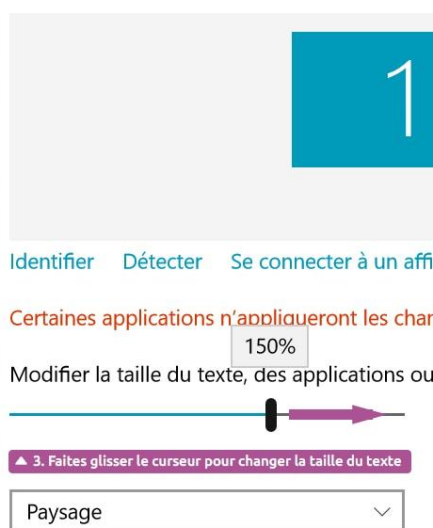 1
Identifier Détecter Se connecter à un affi
Certaines applications n'appliqueront les char
150%
Modifier la taille du texte, des applications ou
▲ 3. Faites glisser le curseur pour changer la taille du texte
Paysage